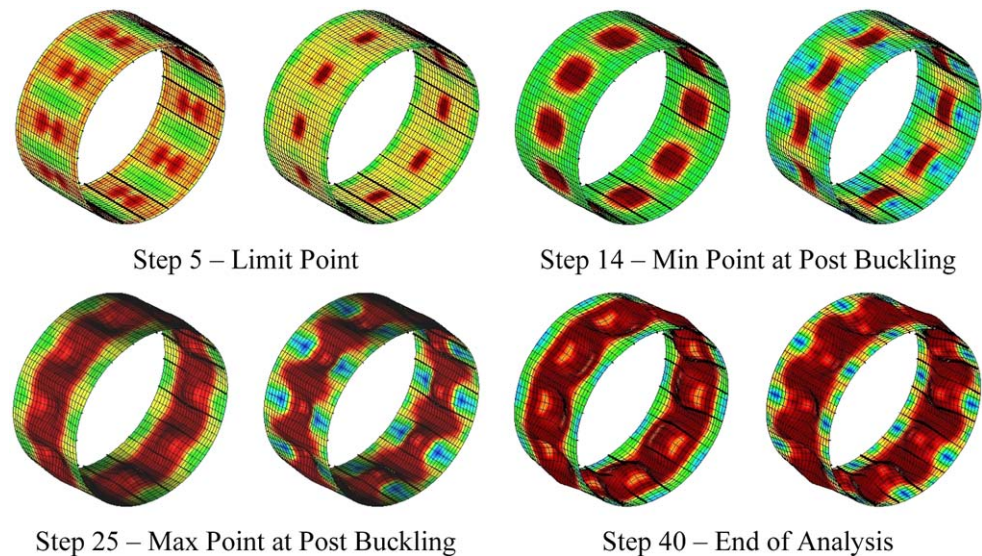 Step 5 – Limit Point
Step 14 – Min Point at Post Buckling
Step 25 – Max Point at Post Buckling
Step 40 – End of Analysis